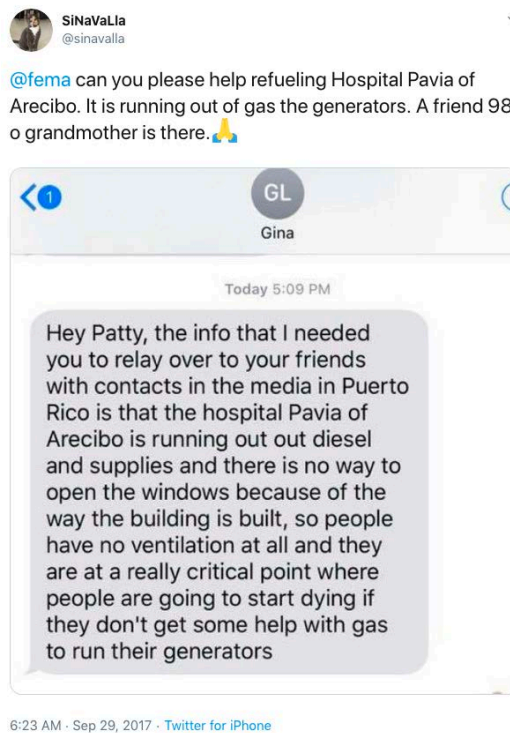 SiNaVaLla
@sinavalla
@fema can you please help refueling Hospital Pavia of
Arecibo. It is running out of gas the generators. A friend 98
o grandmother is there.🙏
1
GL
Gina
Today 5:09 PM
Hey Patty, the info that I needed
you to relay over to your friends
with contacts in the media in Puerto
Rico is that the hospital Pavia of
Arecibo is running out out diesel
and supplies and there is no way to
open the windows because of the
way the building is built, so people
have no ventilation at all and they
are at a really critical point where
people are going to start dying if
they don't get some help with gas
to run their generators
6:23 AM · Sep 29, 2017 · Twitter for iPhone